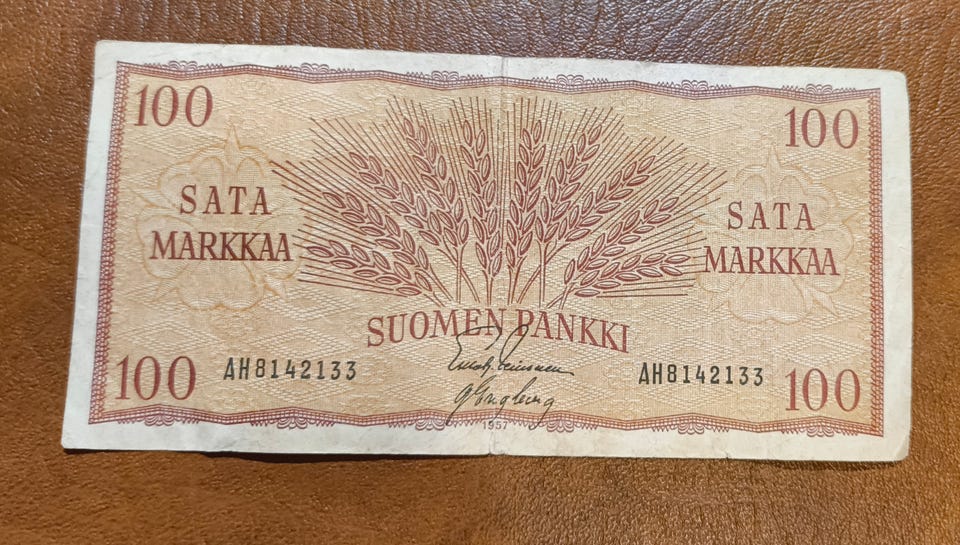 100
100
SATA
MARKKAA
SATA
MARKKAA
SUOMEN PANKKI
100
AH8142133
AH8142133
100
1957